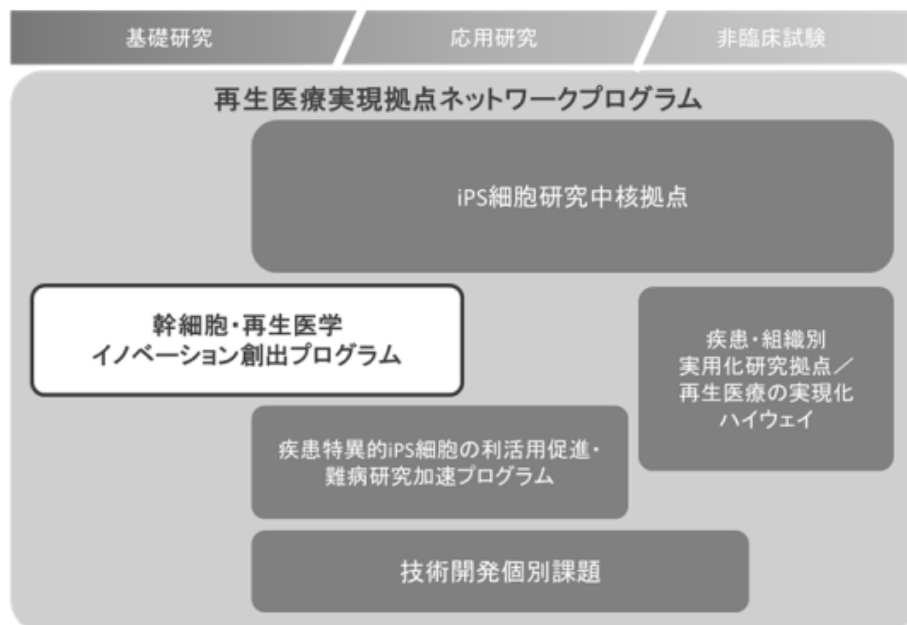 基礎研究
応用研究
非臨床試験
再生医療実現拠点ネットワークプログラム
iPS細胞研究中核拠点
幹細胞・再生医学
イノベーション創出プログラム
疾患・組織別
実用化研究拠点／
再生医療の実現化
ハイウェイ
疾患特異的iPS細胞の利活用促進・
難病研究加速プログラム
技術開発個別課題